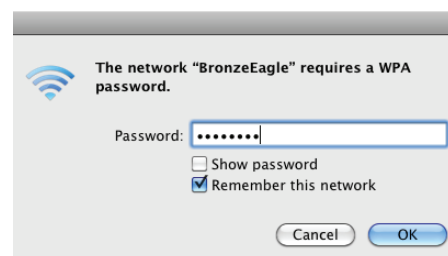 The network “BronzeEagle” requires a WPA
password.
Password: ••••••••
Show password
Remember this network
Cancel OK